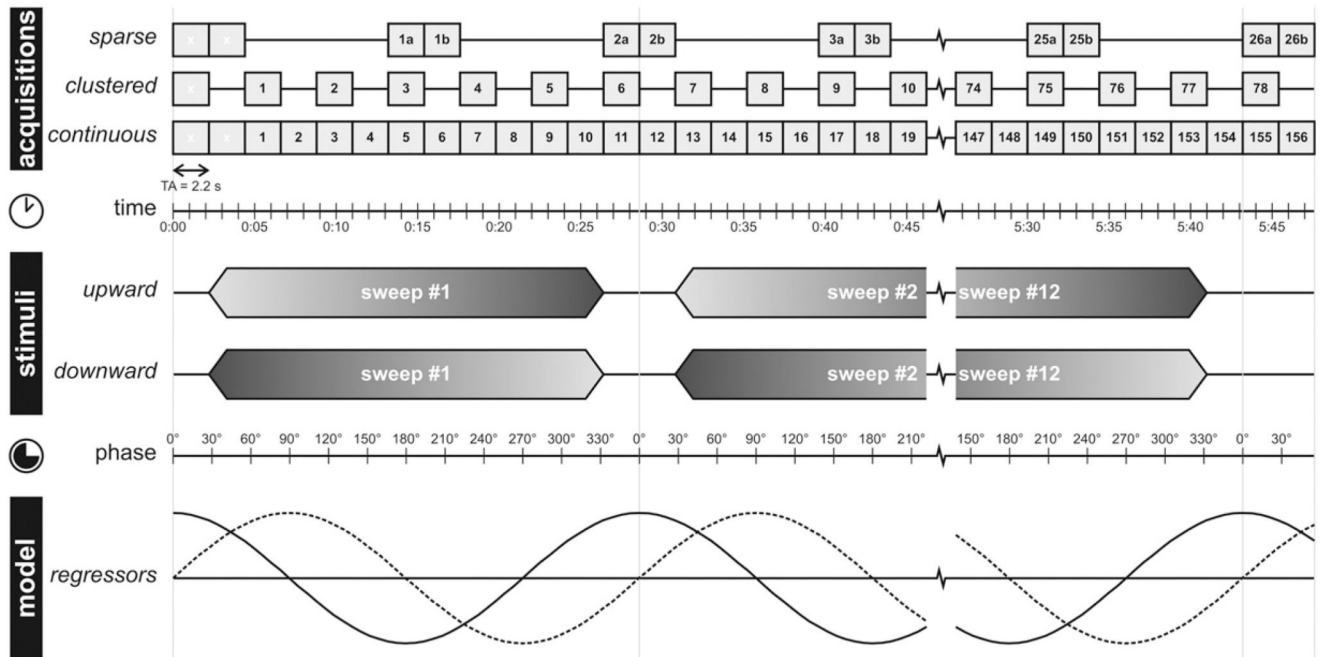 acquisitions
sparse x x 1a 1b 2a 2b 3a 3b 25a 25b 26a 26b
clustered x 1 2 3 4 5 6 7 8 9 10 74 75 76 77 78
continuous x x 1 2 3 4 5 6 7 8 9 10 11 12 13 14 15 16 17 18 19 147 148 149 150 151 152 153 154 155 156
TA = 2.2 s
time
0:00 0:05 0:10 0:15 0:20 0:25 0:30 0:35 0:40 0:45 5:30 5:35 5:40 5:45
stimuli
upward sweep #1 sweep #2 sweep #12
downward sweep #1 sweep #2 sweep #12
0° 30° 60° 90° 120° 150° 180° 210° 240° 270° 300° 330° 0° 30° 60° 90° 120° 150° 180° 210° 150° 180° 210° 240° 270° 300° 330° 0° 30°
phase
model
regressors